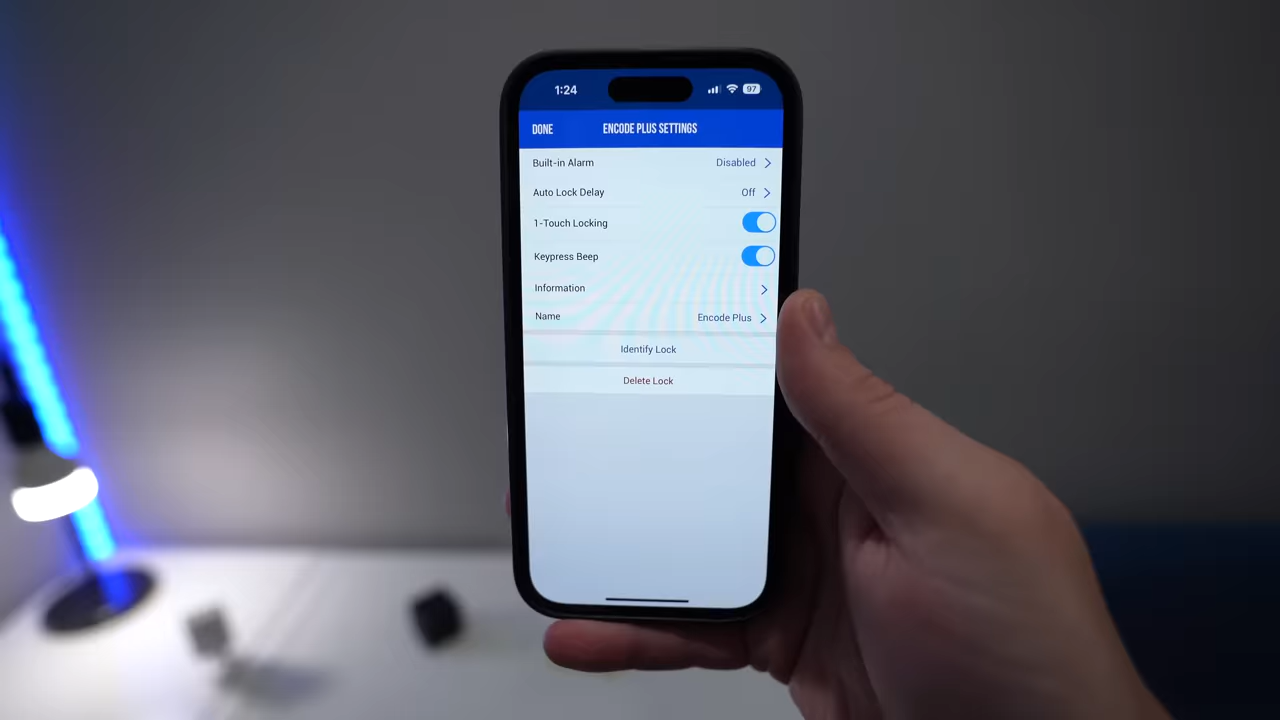 1:24 97
DONE ENCODE PLUS SETTINGS
Built-in Alarm Disabled
Auto Lock Delay Off
1-Touch Locking
Keypress Beep
Information
Name Encode Plus
Identify Lock
Delete Lock